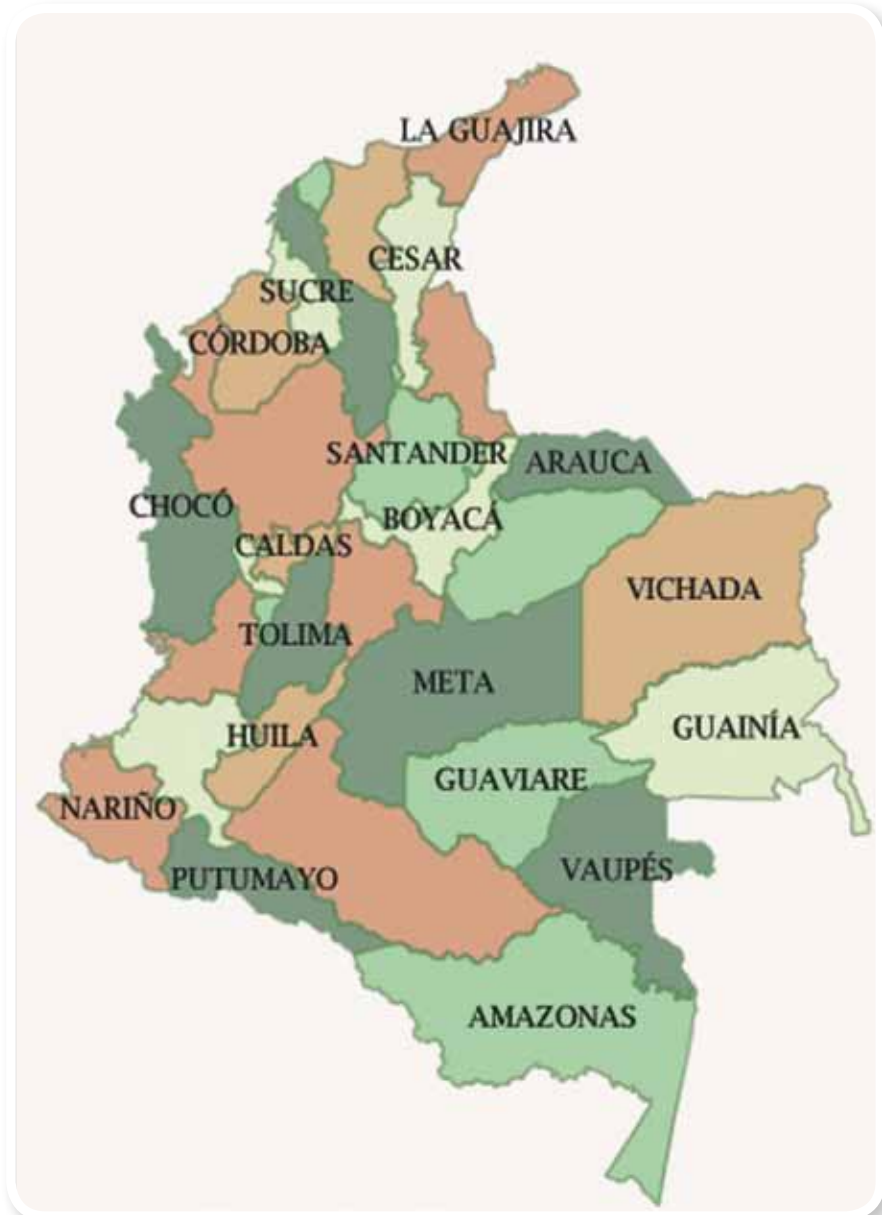 LA GUAJIRA
CESAR
SUCRE
CÓRDOBA
SANTANDER
ARAUCA
CHOCÓ
BOYACÁ
CALDAS
VICHADA
TOLIMA
META
GUAINÍA
HUILA
GUAVIARE
NARIÑO
VAUPÉS
PUTUMAYO
AMAZONAS